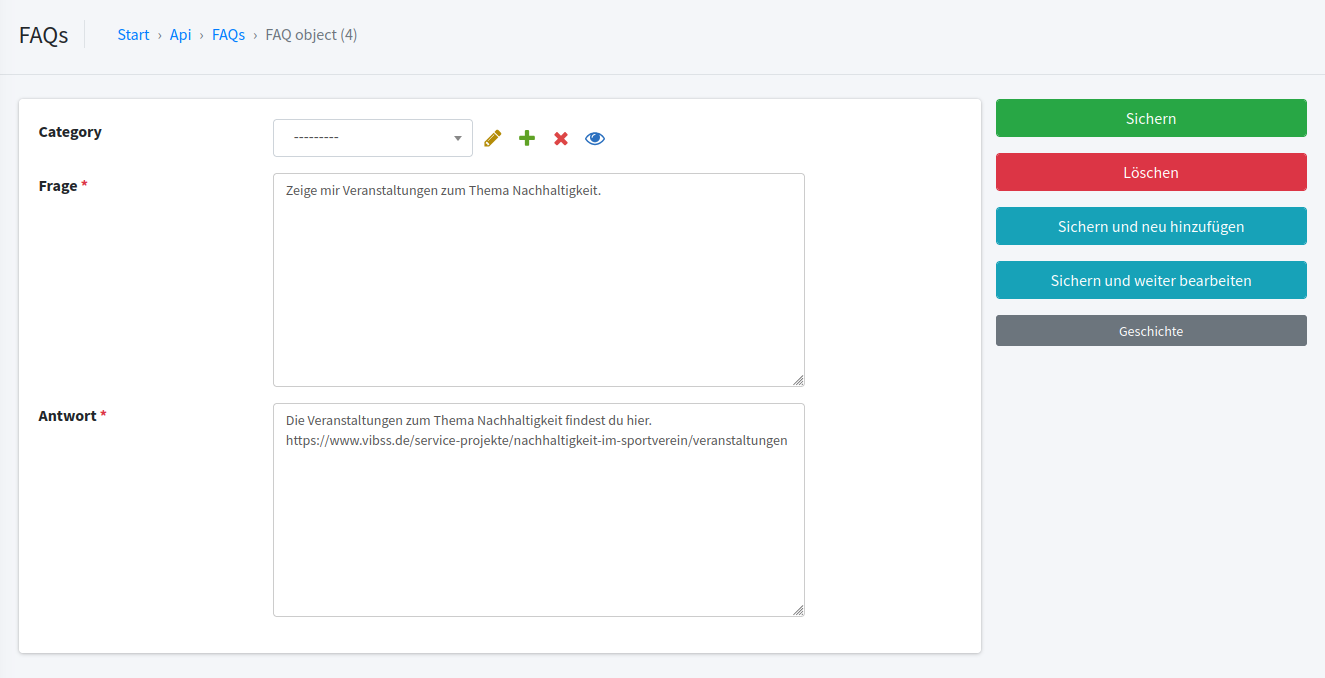 FAQs
Start › Api › FAQs › FAQ object (4)
Category
---------
Frage *
Zeige mir Veranstaltungen zum Thema Nachhaltigkeit.
Antwort *
Die Veranstaltungen zum Thema Nachhaltigkeit findest du hier.
https://www.vibss.de/service-projekte/nachhaltigkeit-im-sportverein/veranstaltungen
Sichern
Löschen
Sichern und neu hinzufügen
Sichern und weiter bearbeiten
Geschichte